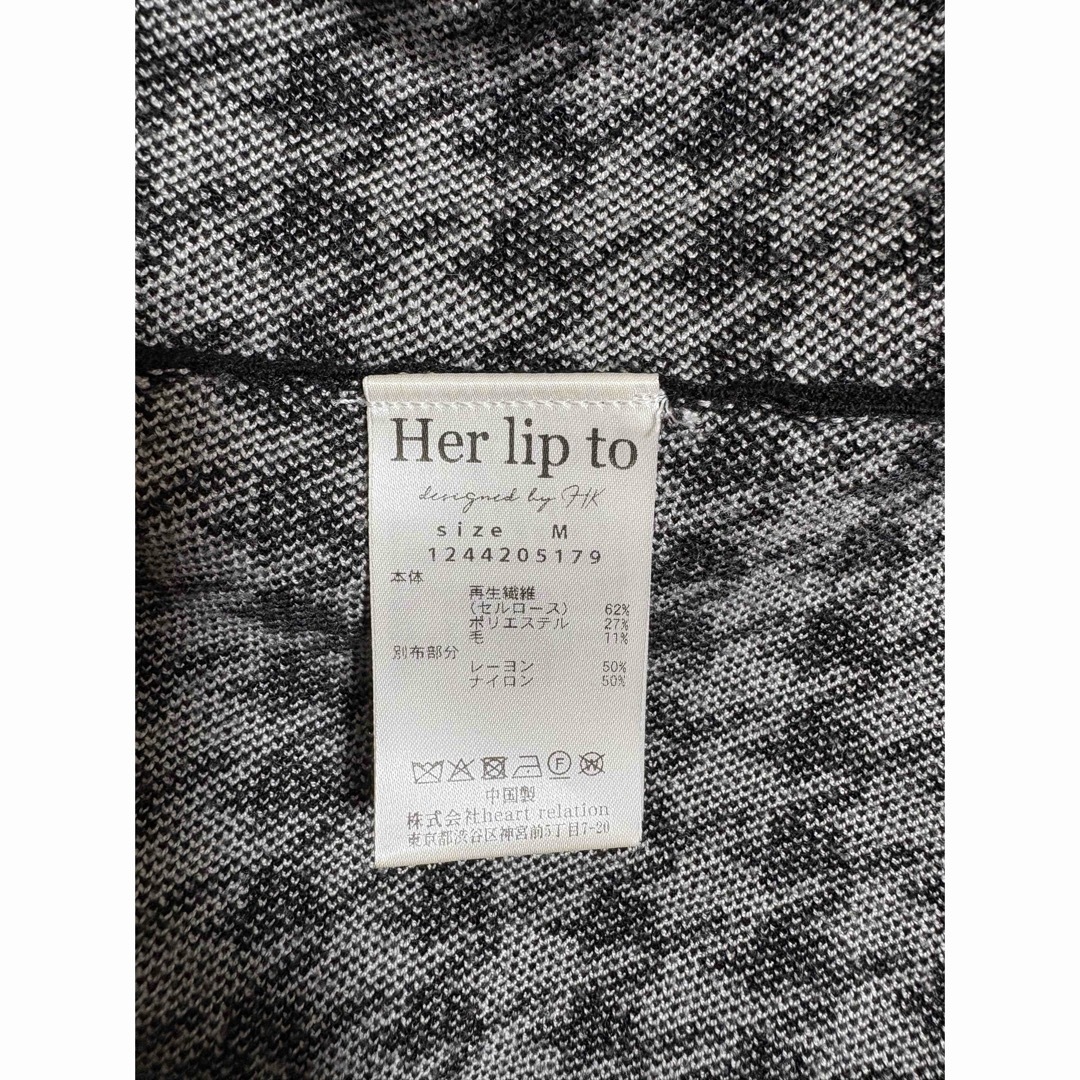 Her lip to
designed by HK
size M
1244205179
本体
再生繊維
(セルロース) 62%
ポリエステル 27%
毛 11%
別布部分
レーヨン 50%
ナイロン 50%
F
中国製
株式会社heart relation
東京都渋谷区神宮前5丁目7-20